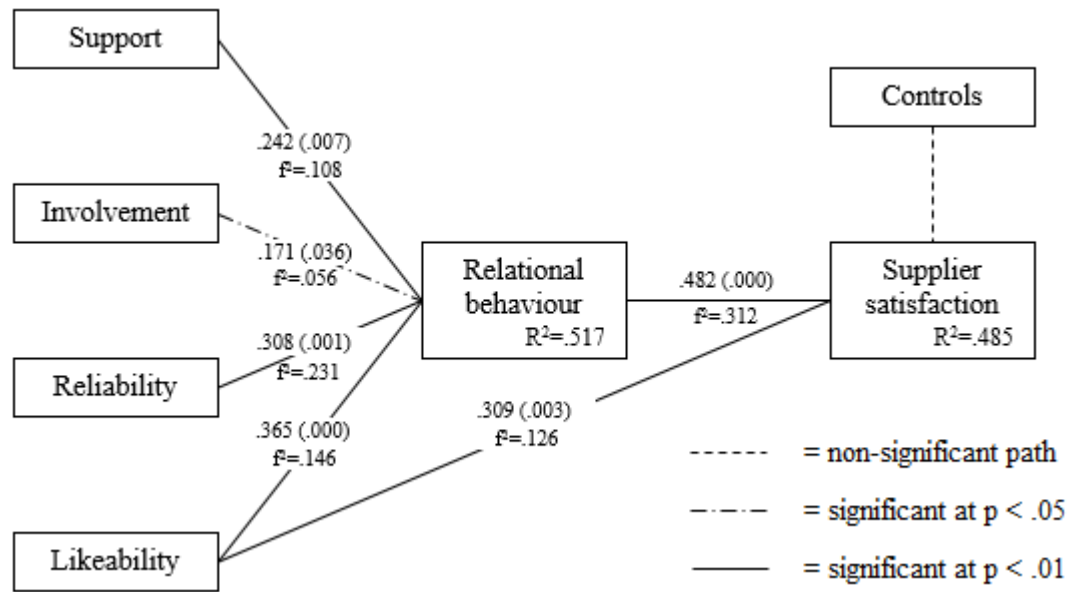 Support
Controls
.242 (.007)
f²=.108
Involvement
.171 (.036)
f²=.056
Relational
behaviour
R²=.517
.482 (.000)
f²=.312
Supplier
satisfaction
R²=.485
.308 (.001)
f²=.231
Reliability
.365 (.000)
f²=.146
.309 (.003)
f²=.126
Likeability
= non-significant path
= significant at p < .05
= significant at p < .01